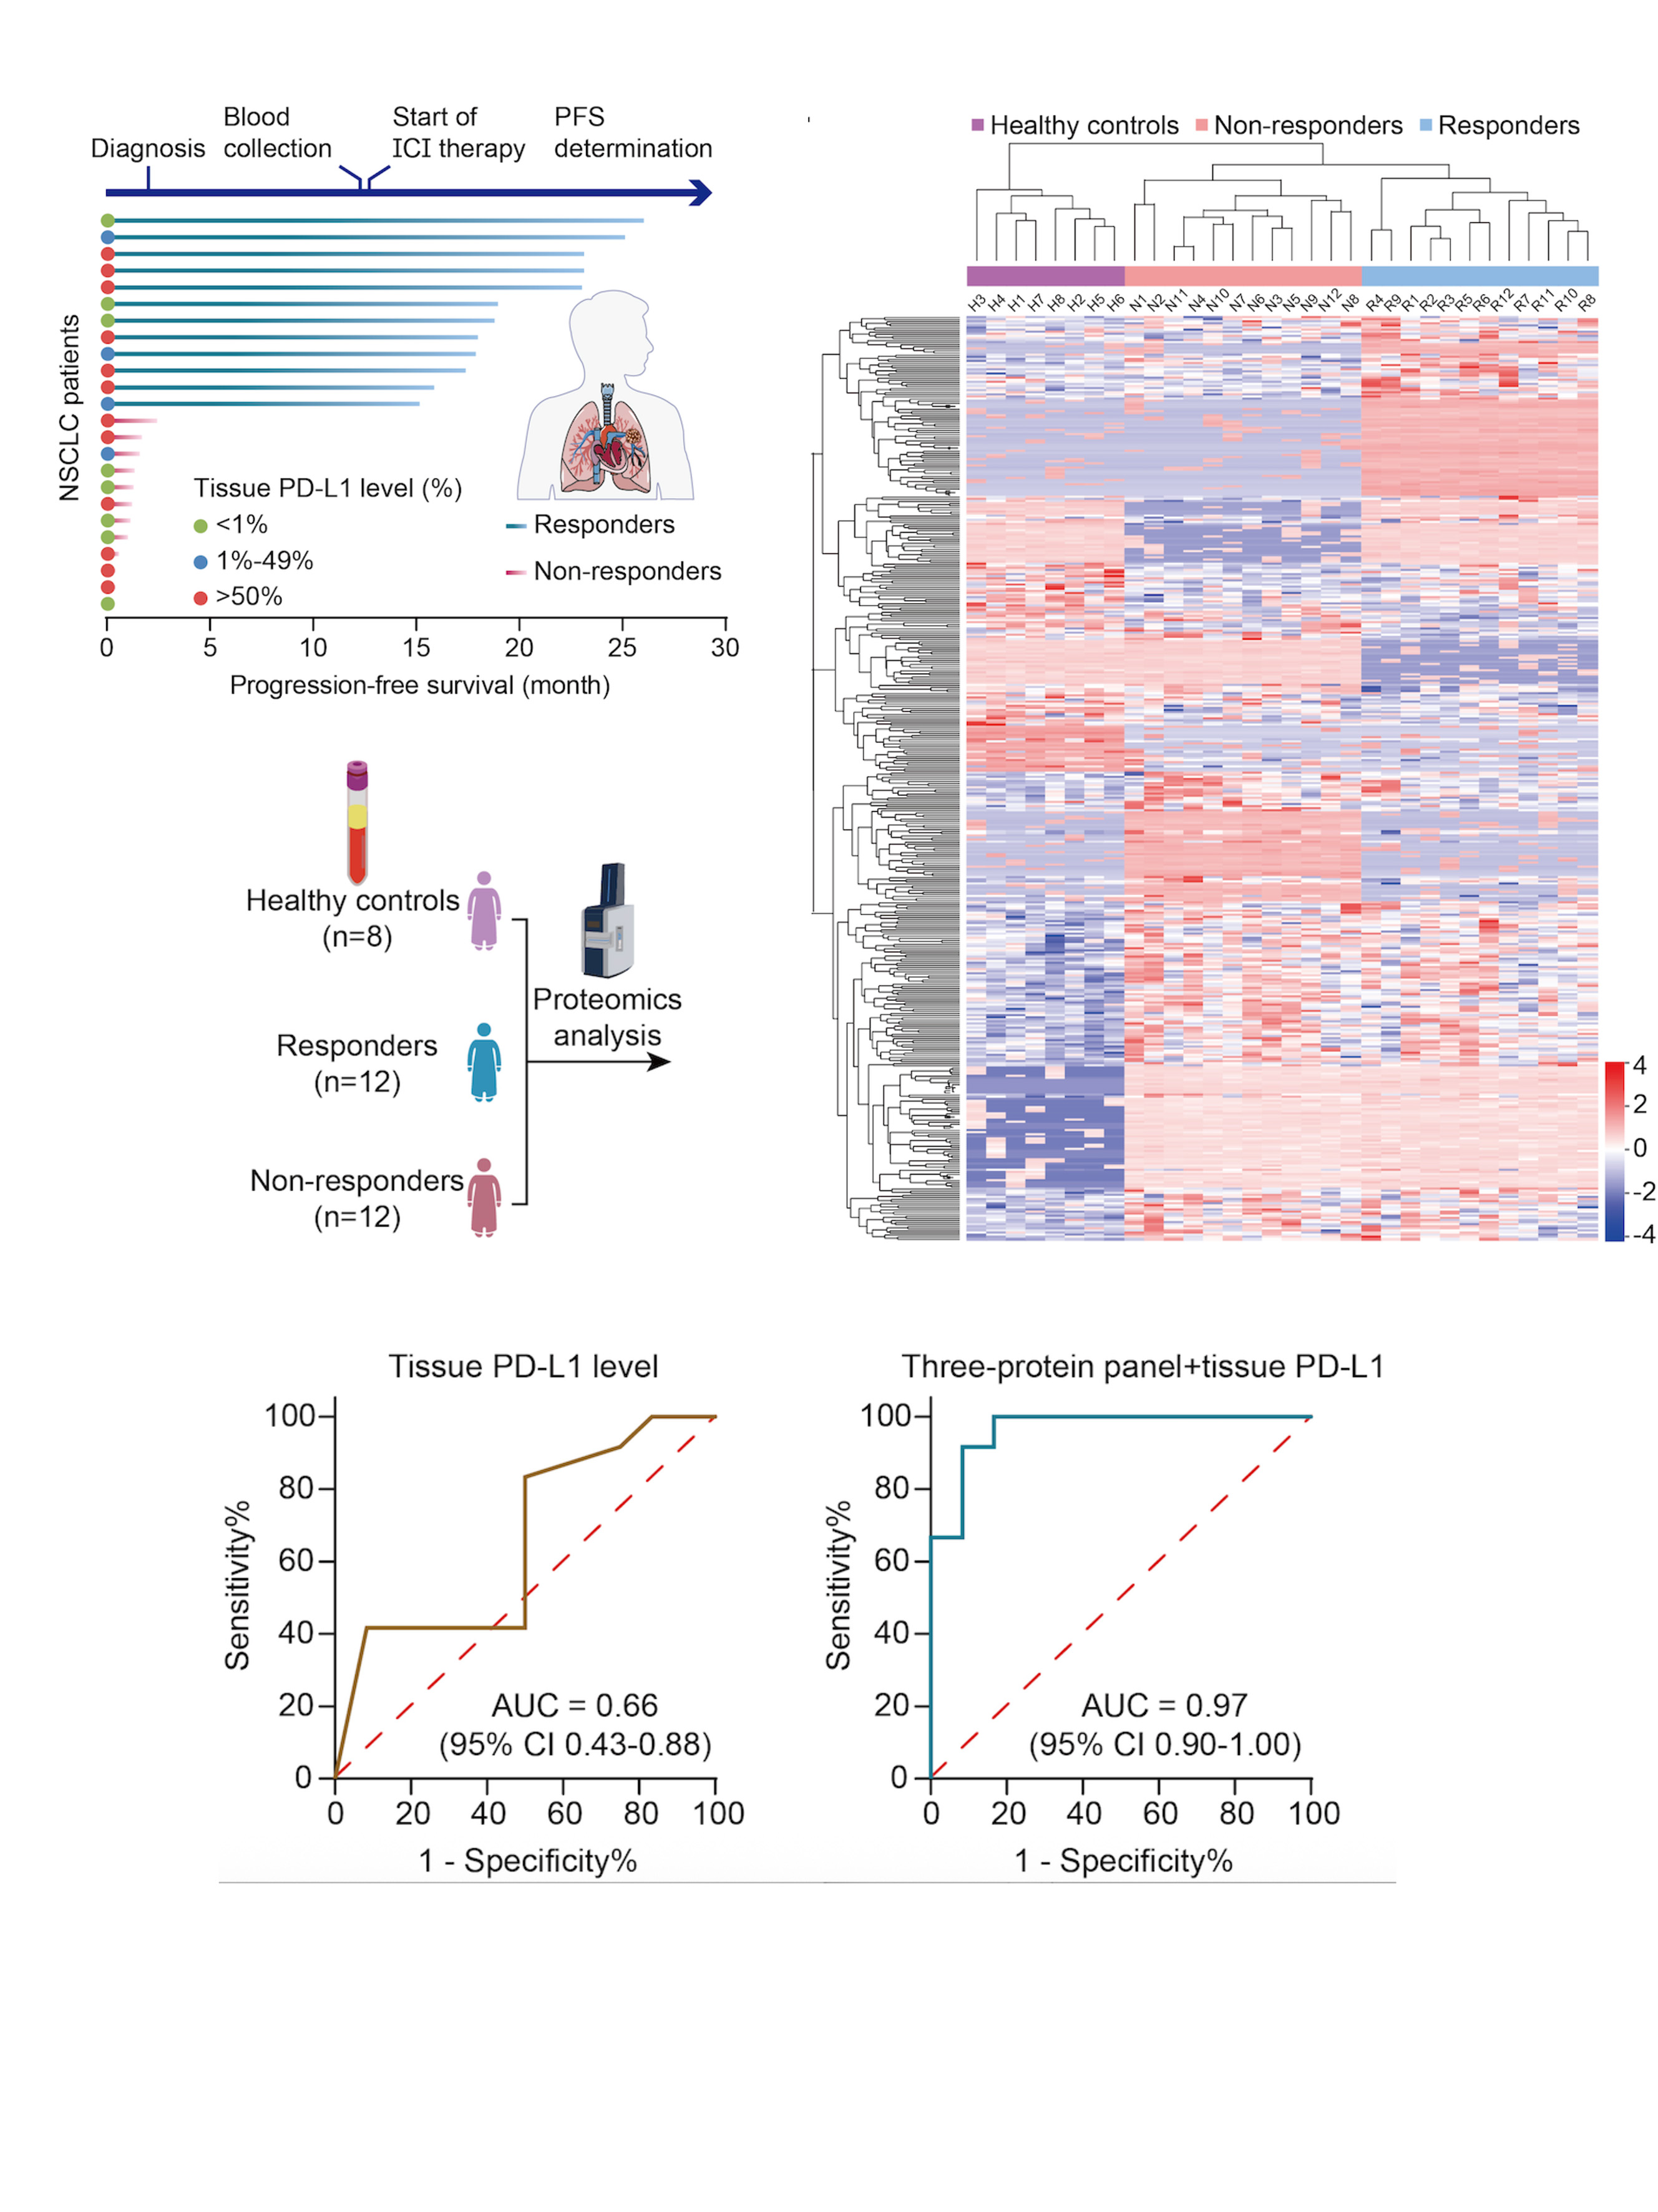 Diagnosis
Blood
collection
Start of
ICI therapy
PFS
determination
NSCLC patients
Tissue PD-L1 level (%)
<1%
1%-49%
>50%
Responders
Non-responders
0 5 10 15 20 25 30
Progression-free survival (month)
Healthy controls
(n=8)
Responders
(n=12)
Non-responders
(n=12)
Proteomics
analysis
Healthy controls Non-responders Responders
H3 H4 H1 H7 H8 H2 H5 H6 N1 N2 N11 N4 N10 N7 N6 N3 N5 N9 N12 N8 R4 R9 R1 R2 R3 R5 R6 R12 R7 R11 R10 R8
4
2
0
-2
-4
Tissue PD-L1 level
100
80
60
40
20
0
Sensitivity%
AUC = 0.66
(95% CI 0.43-0.88)
0 20 40 60 80 100
1 - Specificity%
Three-protein panel+tissue PD-L1
100
80
60
40
20
0
Sensitivity%
AUC = 0.97
(95% CI 0.90-1.00)
0 20 40 60 80 100
1 - Specificity%